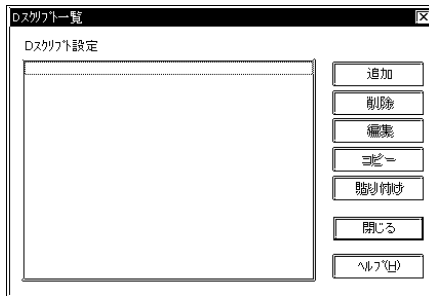 Dｽｸﾘﾌﾟﾄ一覧
Dｽｸﾘﾌﾟﾄ設定
追加
削除
編集
コピー
貼り付け
閉じる
ﾍﾙﾌﾟ(H)